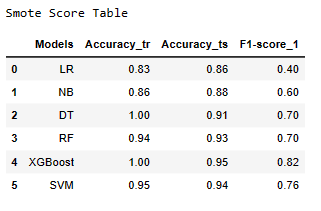 Smote Score Table
Models Accuracy_tr Accuracy_ts F1-score_1
0 LR 0.83 0.86 0.40
1 NB 0.86 0.88 0.60
2 DT 1.00 0.91 0.70
3 RF 0.94 0.93 0.70
4 XGBoost 1.00 0.95 0.82
5 SVM 0.95 0.94 0.76